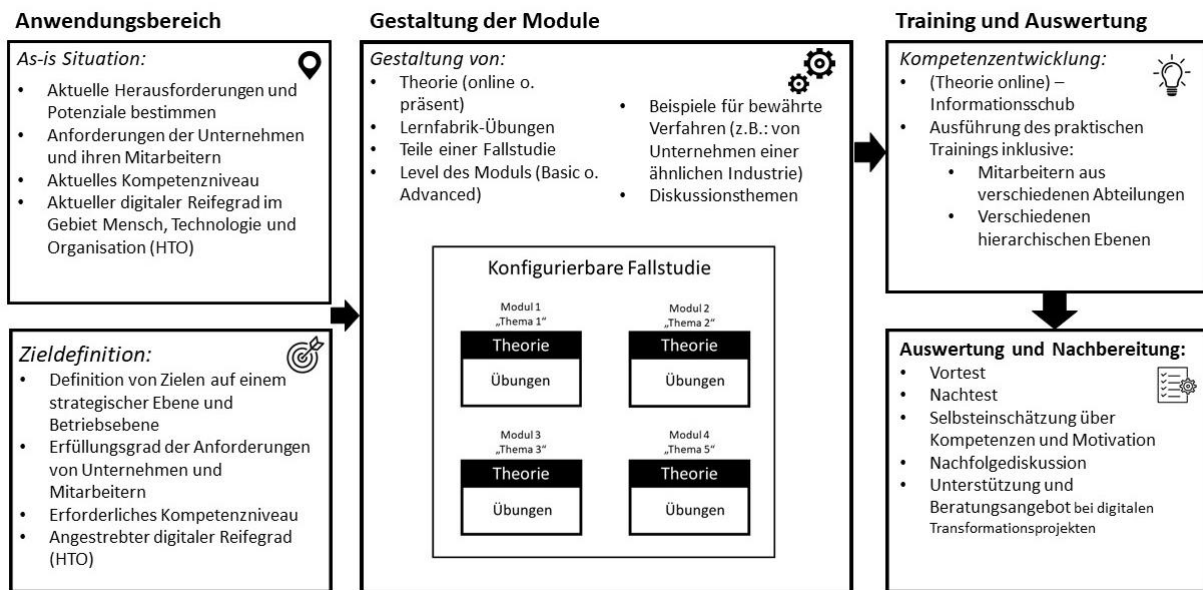 Anwendungsbereich
As-is Situation:
• Aktuelle Herausforderungen und
Potenziale bestimmen
• Anforderungen der Unternehmen
und ihren Mitarbeitern
• Aktuelles Kompetenzniveau
• Aktueller digitaler Reifegrad im
Gebiet Mensch, Technologie und
Organisation (HTO)
Zieldefinition:
• Definition von Zielen auf einem
strategischer Ebene und
Betriebsebene
• Erfüllungsgrad der Anforderungen
von Unternehmen und
Mitarbeitern
• Erforderliches Kompetenzniveau
• Angestrebter digitaler Reifegrad
(HTO)
Gestaltung der Module
Gestaltung von:
• Theorie (online o.
präsent)
• Lernfabrik-Übungen
• Teile einer Fallstudie
• Level des Moduls (Basic o.
Advanced)
• Beispiele für bewährte
Verfahren (z.B.: von
Unternehmen einer
ähnlichen Industrie)
• Diskussionsthemen
Konfigurierbare Fallstudie
Modul 1
„Thema 1“
Theorie
Übungen
Modul 2
„Thema 2“
Theorie
Übungen
Modul 3
„Thema 3“
Theorie
Übungen
Modul 4
„Thema 5“
Theorie
Übungen
Training und Auswertung
Kompetenzentwicklung:
• (Theorie online) –
Informationsschub
• Ausführung des praktischen
Trainings inklusive:
• Mitarbeitern aus
verschiedenen Abteilungen
• Verschiedenen
hierarchischen Ebenen
Auswertung und Nachbereitung:
• Vortest
• Nachtest
• Selbsteinschätzung über
Kompetenzen und Motivation
• Nachfolgediskussion
• Unterstützung und
Beratungsangebot bei digitalen
Transformationsprojekten